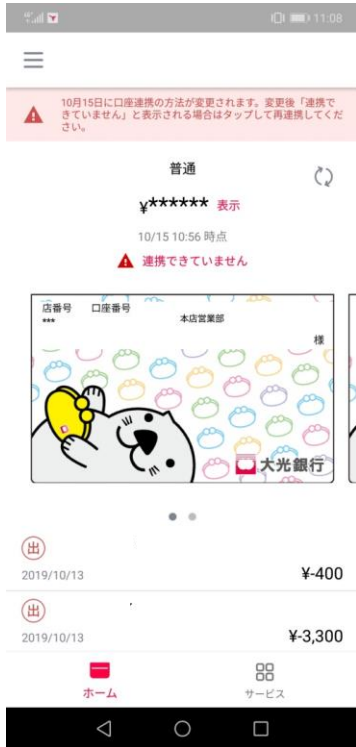 11:08
10月15日に口座連携の方法が変更されます。変更後「連携で
きていません」と表示される場合はタップして再連携してくだ
さい。
普通
¥****** 表示
10/15 10:56 時点
連携できていません
店番号 口座番号
***
本店営業部
様
大光銀行
出
2019/10/13 ¥-400
出
2019/10/13 ¥-3,300
ホーム サービス